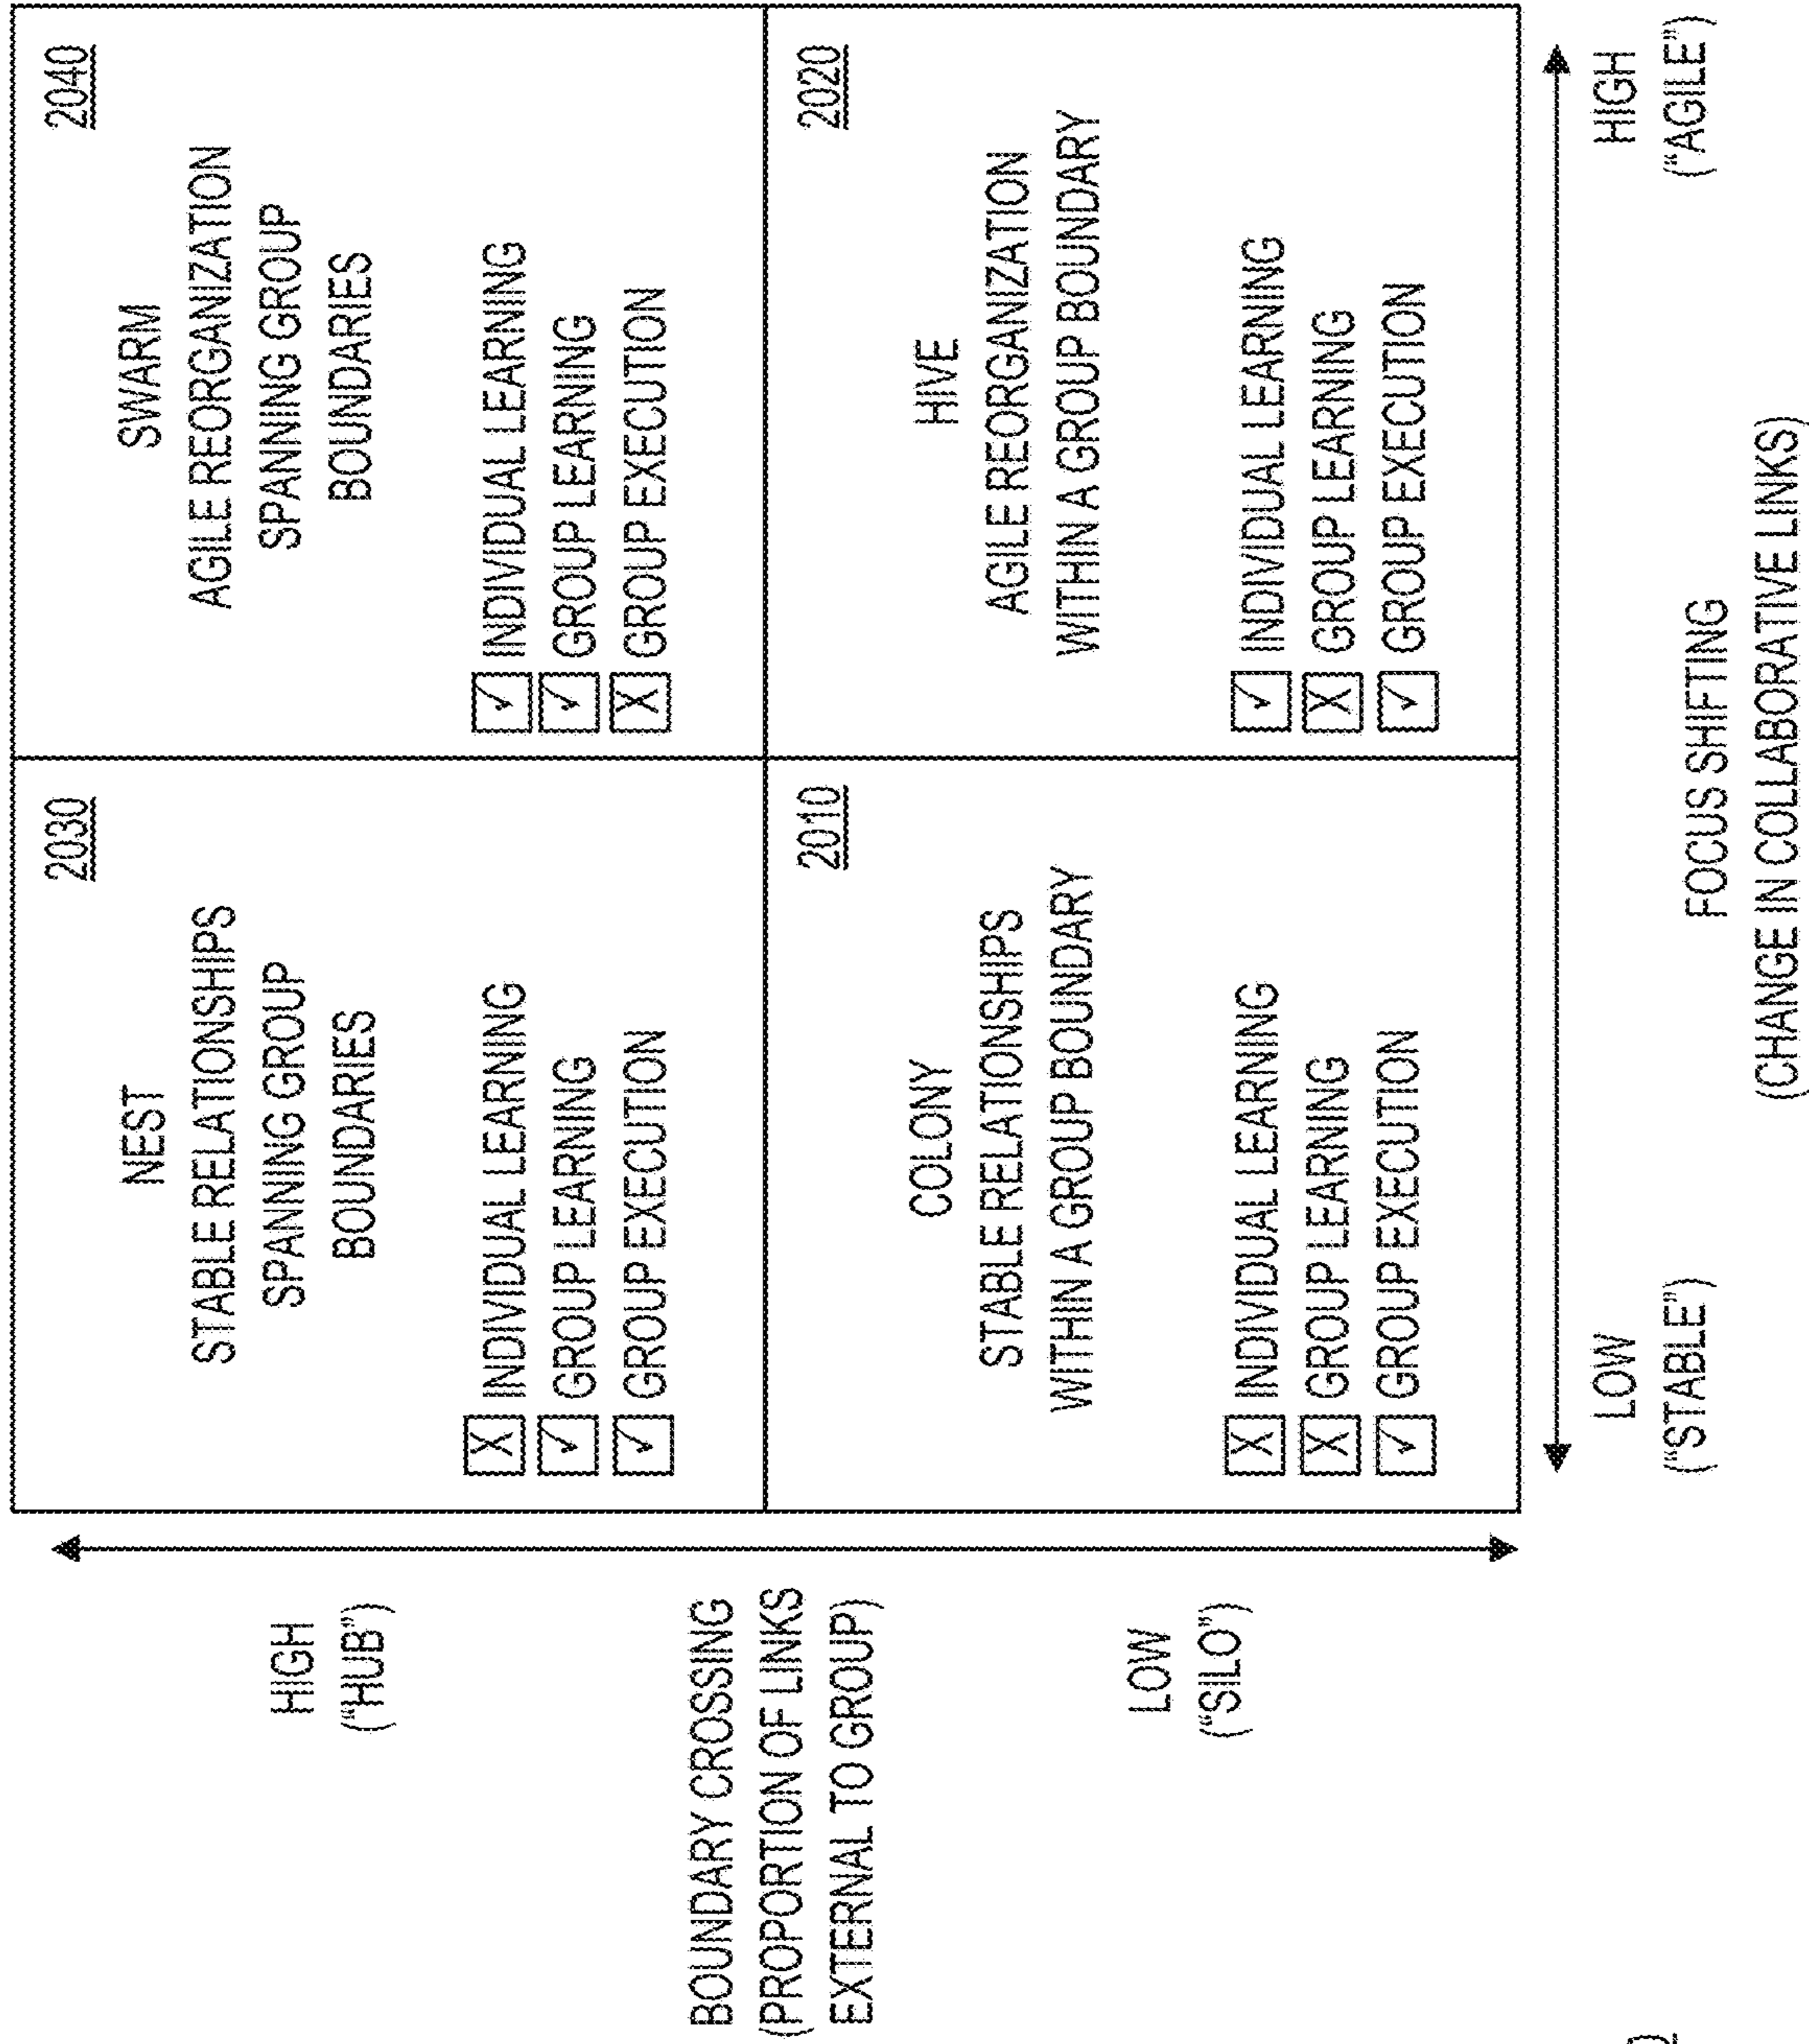 HIGH
("HUB")
BOUNDARY CROSSING
(PROPORTION OF LINKS
EXTERNAL TO GROUP)
LOW
("SILO")
2030
NEST
STABLE RELATIONSHIPS
SPANNING GROUP
BOUNDARIES
X INDIVIDUAL LEARNING
✓ GROUP LEARNING
✓ GROUP EXECUTION
2040
SWARM
AGILE REORGANIZATION
SPANNING GROUP
BOUNDARIES
✓ INDIVIDUAL LEARNING
✓ GROUP LEARNING
X GROUP EXECUTION
2010
COLONY
STABLE RELATIONSHIPS
WITHIN A GROUP BOUNDARY
X INDIVIDUAL LEARNING
X GROUP LEARNING
✓ GROUP EXECUTION
2020
HIVE
AGILE REORGANIZATION
WITHIN A GROUP BOUNDARY
✓ INDIVIDUAL LEARNING
X GROUP LEARNING
✓ GROUP EXECUTION
LOW
("STABLE")
HIGH
("AGILE")
FOCUS SHIFTING
(CHANGE IN COLLABORATIVE LINKS)